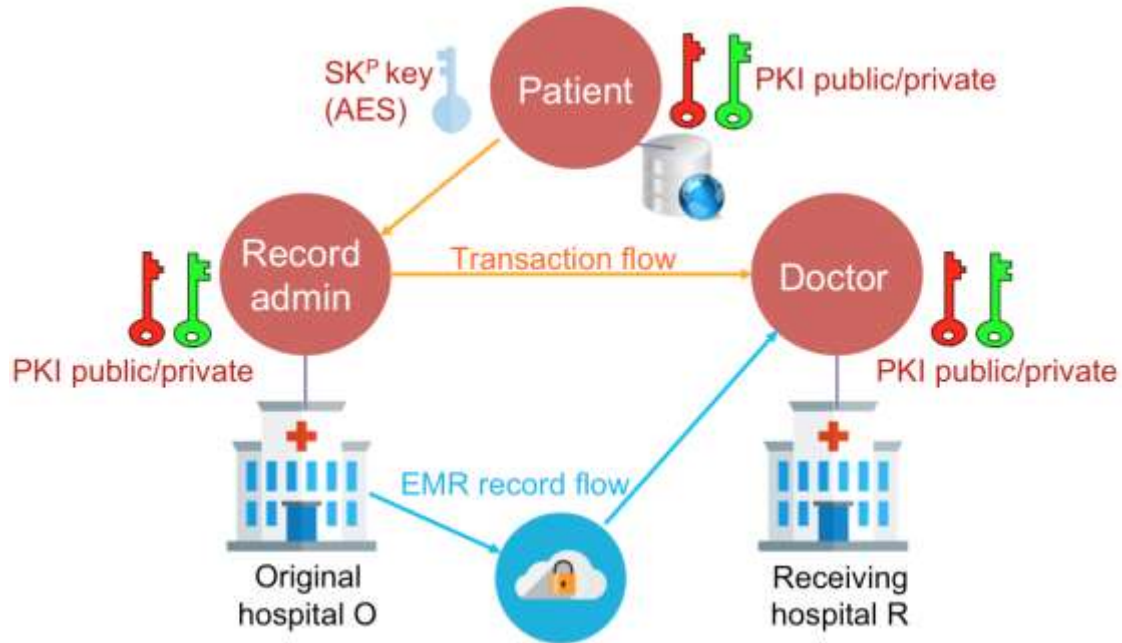 SKᴾ key
(AES)
Patient
PKI public/private
Record
admin
Transaction flow
Doctor
PKI public/private
PKI public/private
EMR record flow
Original
hospital O
Receiving
hospital R